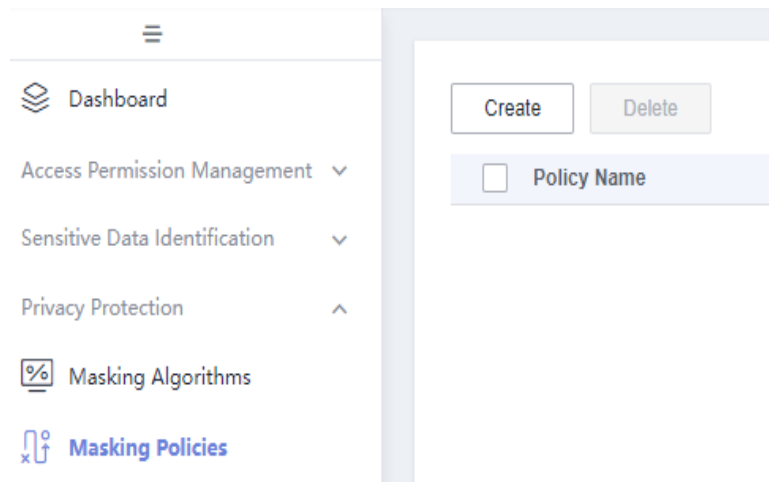 Dashboard
Access Permission Management
Sensitive Data Identification
Privacy Protection
Masking Algorithms
Masking Policies
Create
Delete
Policy Name